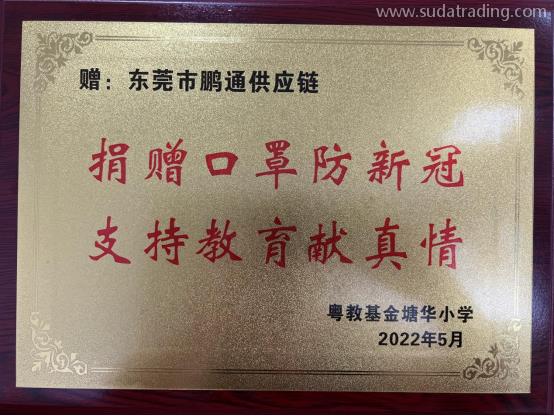 www.sudatrading.com
赠：东莞市鹏通供应链
捐赠口罩防新冠
支持教育献真情
粤教基金塘华小学
2022年5月